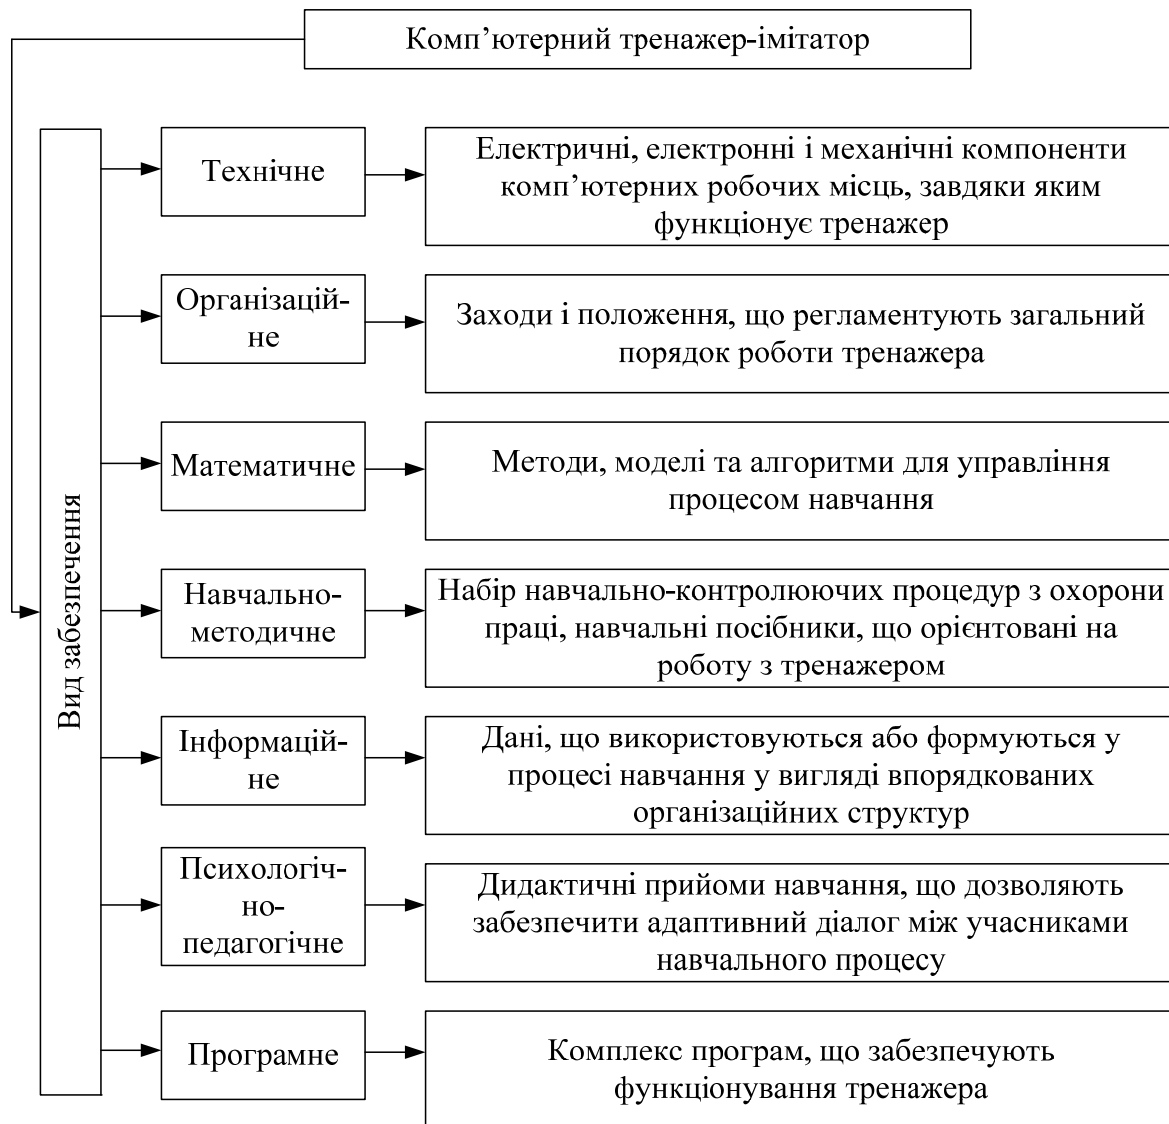 Комп’ютерний тренажер-імітатор
Вид забезпечення
Технічне
Електричні, електронні і механічні компоненти
комп’ютерних робочих місць, завдяки яким
функціонує тренажер
Організацій-
не
Заходи і положення, що регламентують загальний
порядок роботи тренажера
Математичне
Методи, моделі та алгоритми для управління
процесом навчання
Навчально-
методичне
Набір навчально-контролюючих процедур з охорони
праці, навчальні посібники, що орієнтовані на
роботу з тренажером
Інформацій-
не
Дані, що використовуються або формуються у
процесі навчання у вигляді впорядкованих
організаційних структур
Психологіч-
но-
педагогічне
Дидактичні прийоми навчання, що дозволяють
забезпечити адаптивний діалог між учасниками
навчального процесу
Програмне
Комплекс програм, що забезпечують
функціонування тренажера